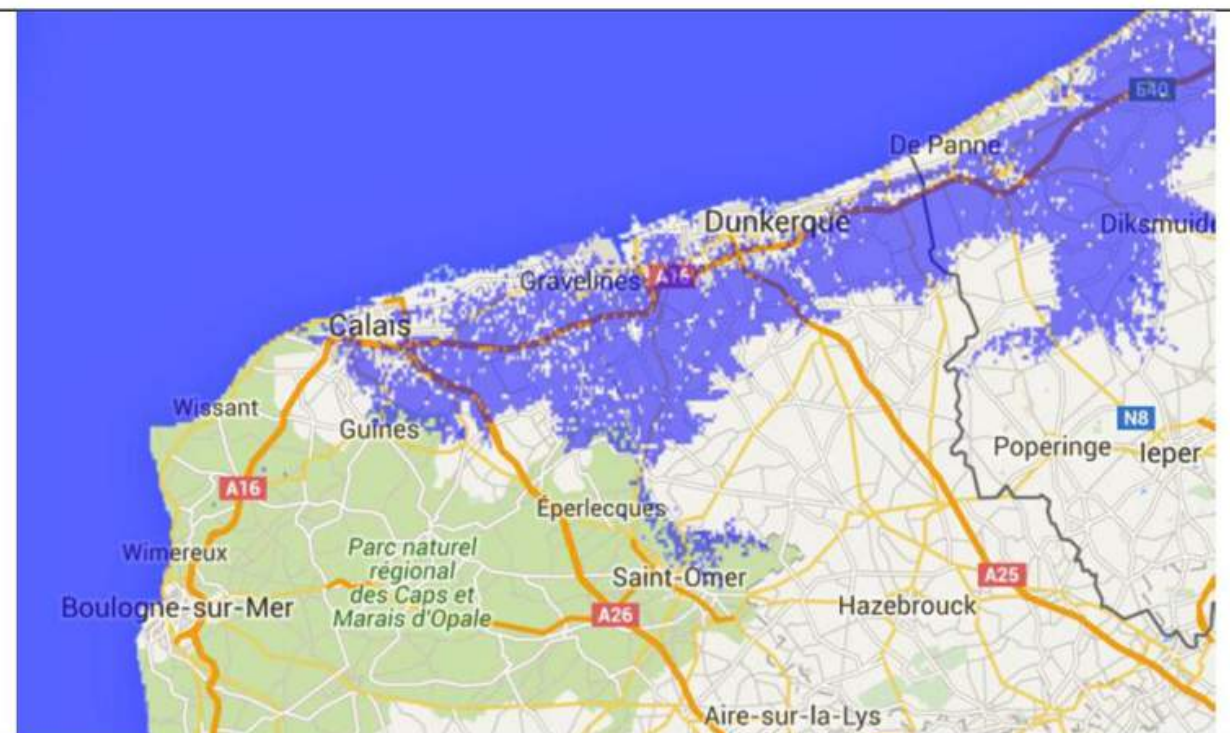 E40
De Panne
Dunkerque
Diksmuid
Gravelines
A16
Calais
Wissant
Guînes
N8
Poperinge
Ieper
A16
Éperlecques
Wimereux
Parc naturel
régional
des Caps et
Marais d'Opale
Saint-Omer
A25
Boulogne-sur-Mer
A26
Hazebrouck
Aire-sur-la-Lys